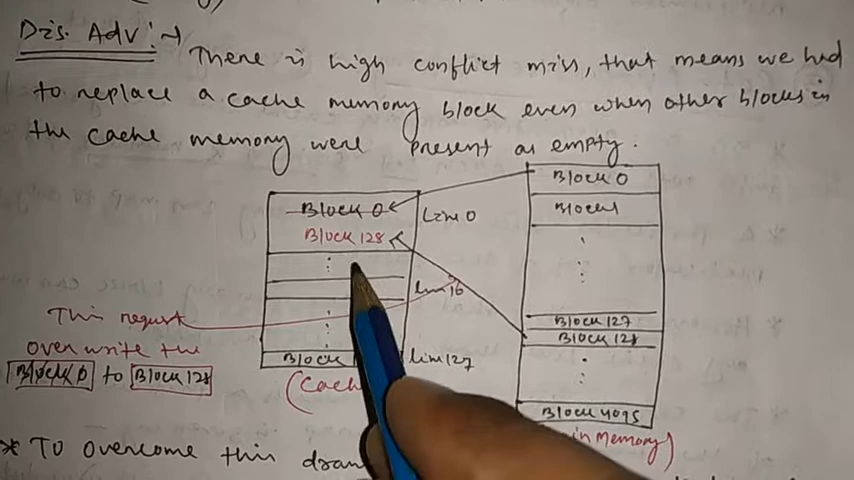 Dis. Adv :→ There is high conflict miss, that means we had
to replace a cache memory block even when other blocks in
the cache memory were present as empty.
Block 0
Block 128
Line 0
line 16
Block
line 127
(Cach
Block 0
Block 1
Block 127
Block 128
Block 4095
in Memory)
This request
over write the
Block 0 to Block 128
* To overcome this